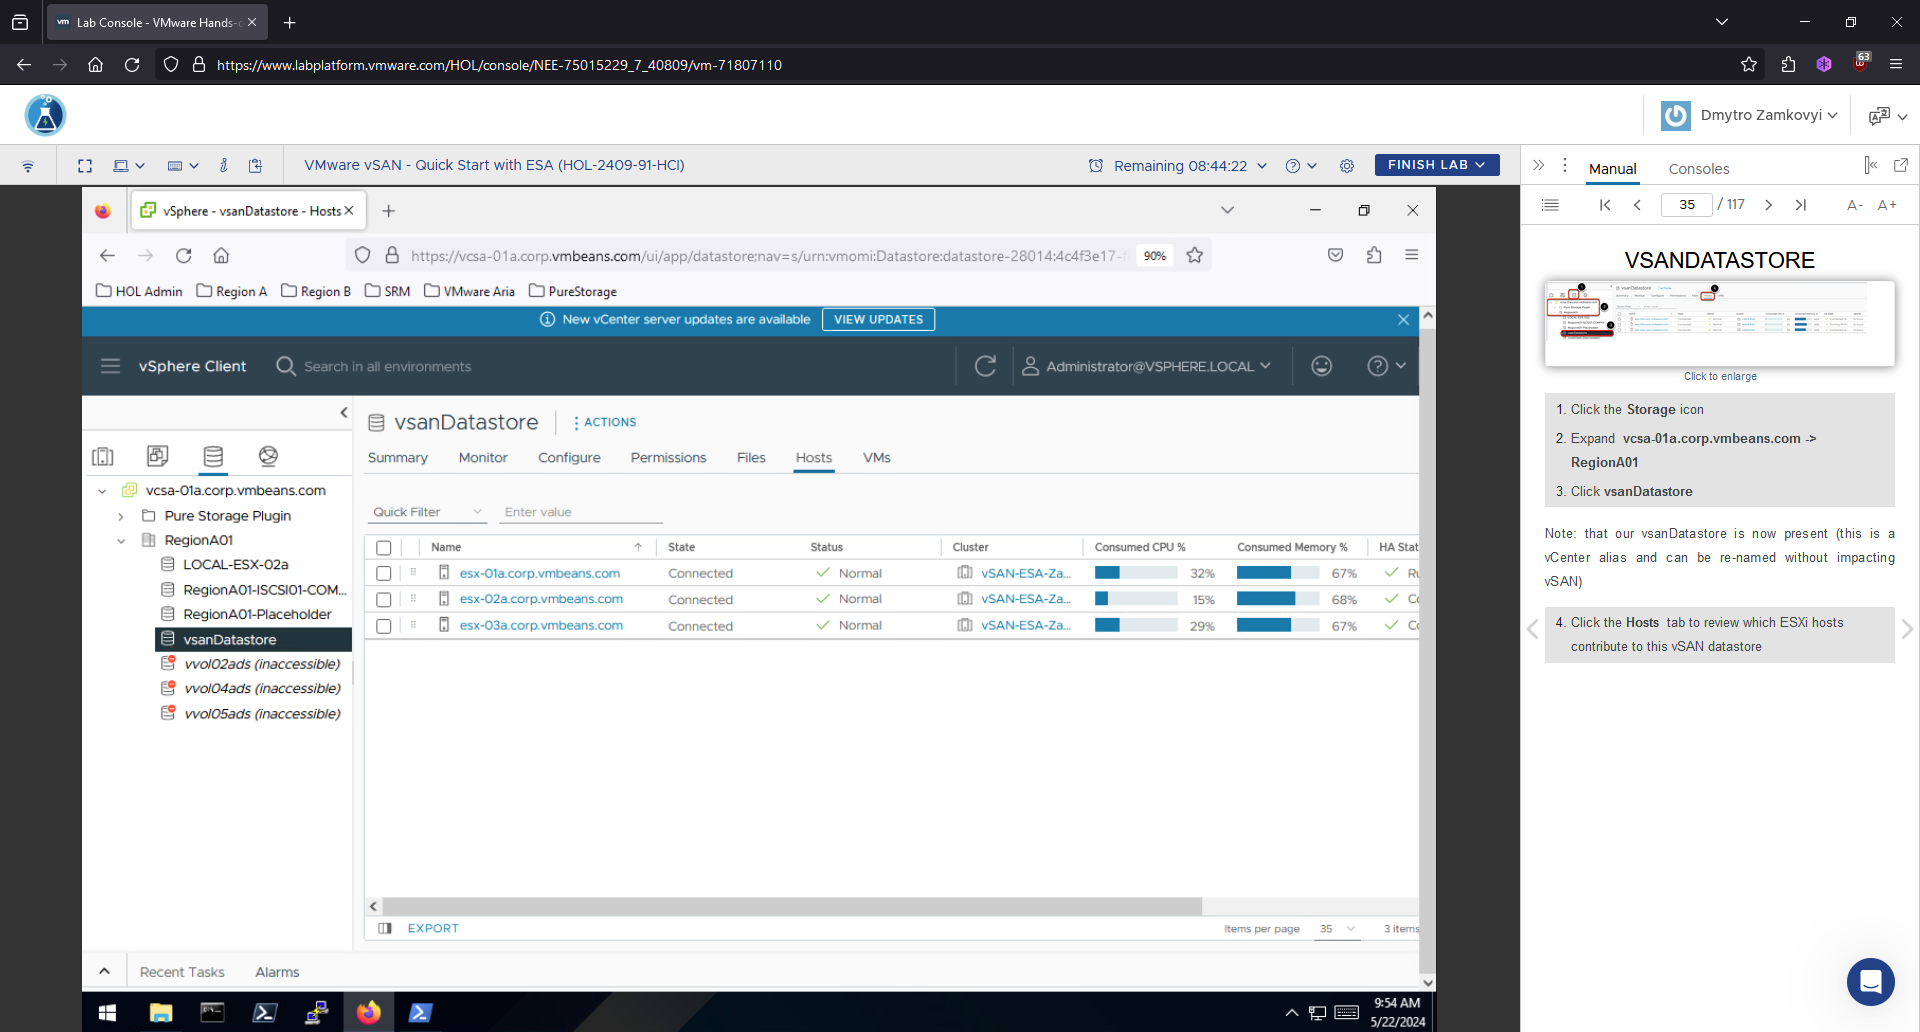 Lab Console - VMware Hands-o
https://www.labplatform.vmware.com/HOL/console/NEE-75015229_7_40809/vm-71807110
63
Dmytro Zamkovyi
VMware vSAN - Quick Start with ESA (HOL-2409-91-HCI)
Remaining 08:44:22
FINISH LAB
Manual
Consoles
35 / 117
A- A+
vSphere - vsanDatastore - Hosts
https://vcsa-01a.corp.vmbeans.com/ui/app/datastore;nav=s/urn:vmomi:Datastore:datastore-28014:4c4f3e17-f
90%
HOL Admin Region A Region B SRM VMware Aria PureStorage
New vCenter server updates are available VIEW UPDATES
vSphere Client Search in all environments Administrator@VSPHERE.LOCAL
vcsa-01a.corp.vmbeans.com
Pure Storage Plugin
RegionA01
LOCAL-ESX-02a
RegionA01-ISCSI01-COM...
RegionA01-Placeholder
vsanDatastore
vvol02ads (inaccessible)
vvol04ads (inaccessible)
vvol05ads (inaccessible)
vsanDatastore ACTIONS
Summary Monitor Configure Permissions Files Hosts VMs
Quick Filter Enter value
Name State Status Cluster Consumed CPU % Consumed Memory % HA Stat
esx-01a.corp.vmbeans.com Connected Normal vSAN-ESA-Za... 32% 67% Ru
esx-02a.corp.vmbeans.com Connected Normal vSAN-ESA-Za... 15% 68% Co
esx-03a.corp.vmbeans.com Connected Normal vSAN-ESA-Za... 29% 67% Co
EXPORT Items per page 35 3 items
Recent Tasks Alarms
9:54 AM
5/22/2024
VSANDATASTORE
Click to enlarge
1. Click the Storage icon
2. Expand vcsa-01a.corp.vmbeans.com ->
RegionA01
3. Click vsanDatastore
Note: that our vsanDatastore is now present (this is a
vCenter alias and can be re-named without impacting
vSAN)
4. Click the Hosts tab to review which ESXi hosts
contribute to this vSAN datastore